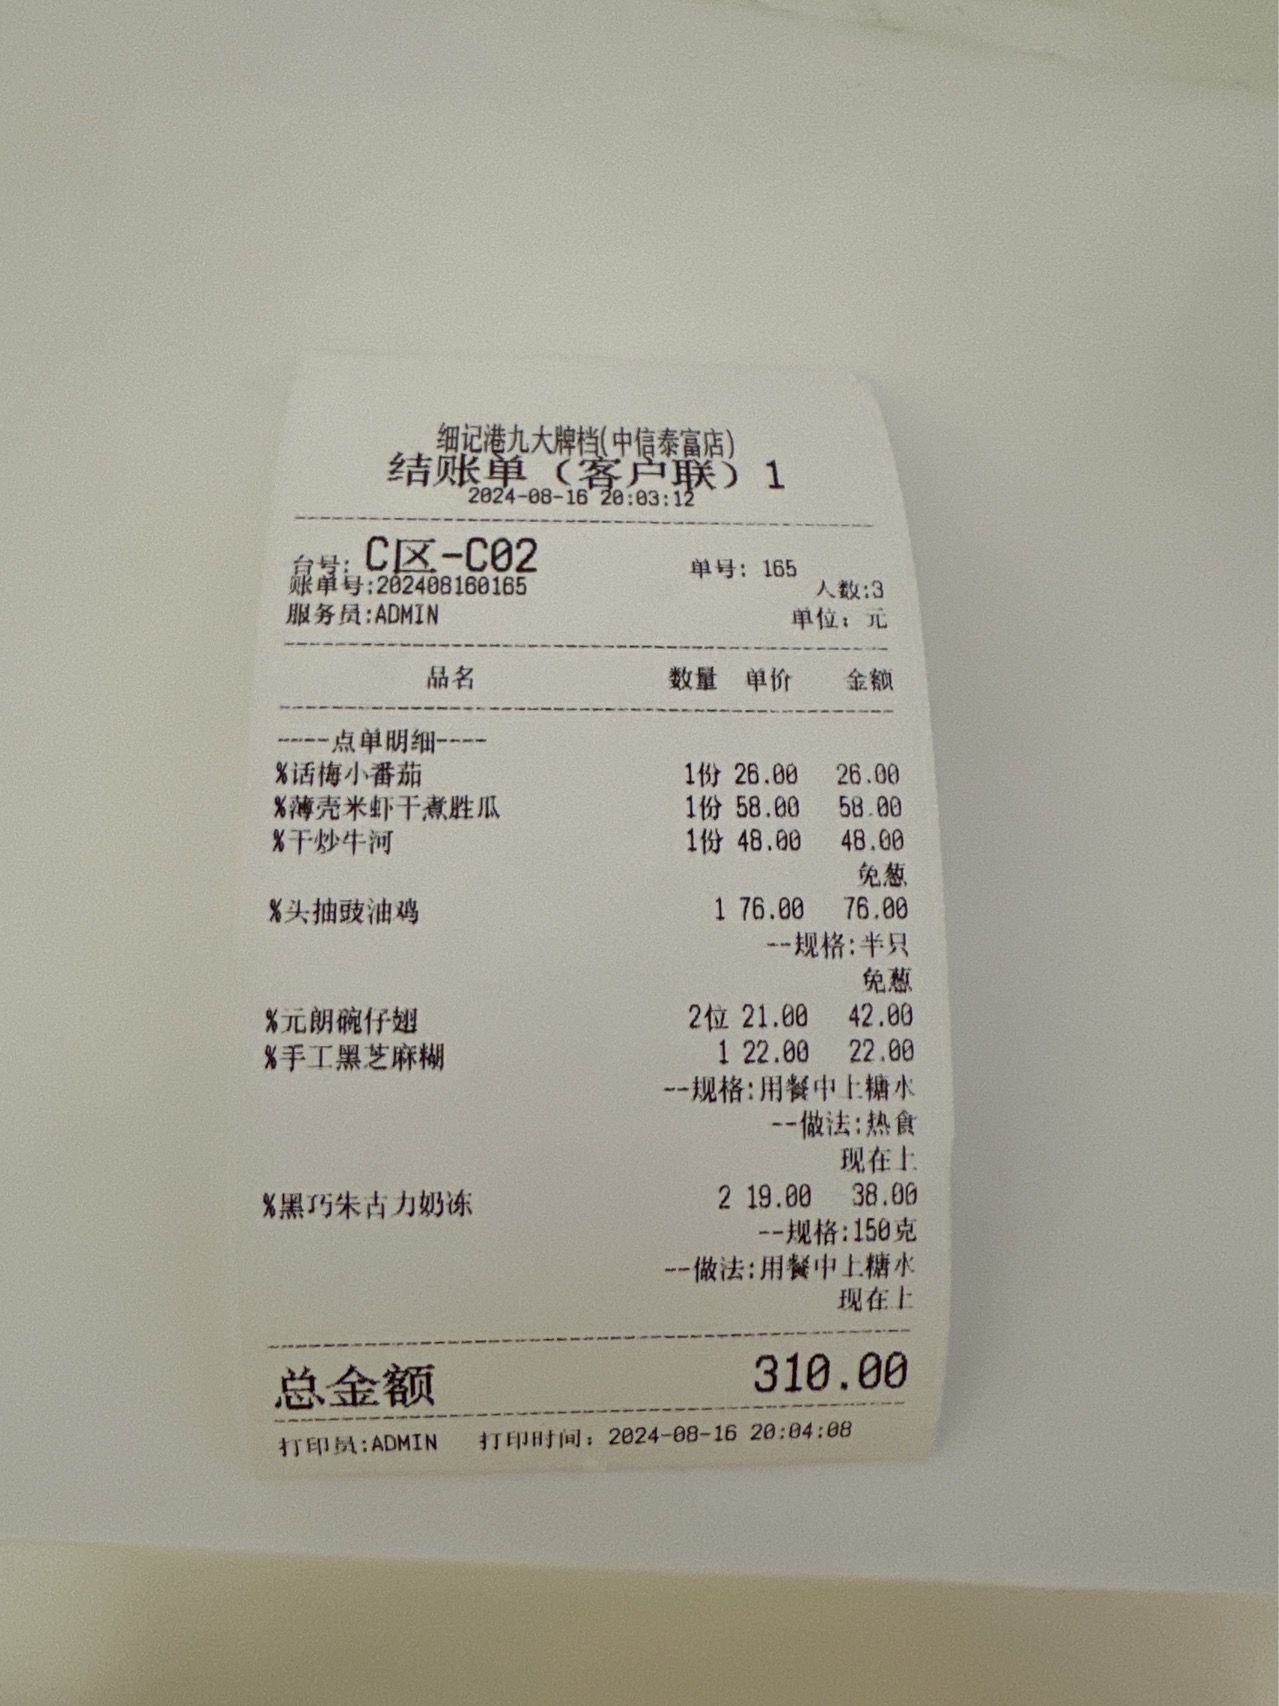 细记港九大牌档(中信泰富店)
结账单（客户联）1
2024-08-16 20:03:12
台号: C区-C02 单号: 165
账单号:202408160165 人数:3
服务员:ADMIN 单位: 元
品名 数量 单价 金额
----点单明细----
%话梅小番茄 1份 26.00 26.00
%薄壳米虾干煮胜瓜 1份 58.00 58.00
%干炒牛河 1份 48.00 48.00
免葱
%头抽豉油鸡 1 76.00 76.00
--规格:半只
免葱
%元朗碗仔翅 2位 21.00 42.00
%手工黑芝麻糊 1 22.00 22.00
--规格:用餐中上糖水
--做法:热食
现在上
%黑巧朱古力奶冻 2 19.00 38.00
--规格:150克
--做法:用餐中上糖水
现在上
总金额 310.00
打印员:ADMIN 打印时间: 2024-08-16 20:04:08